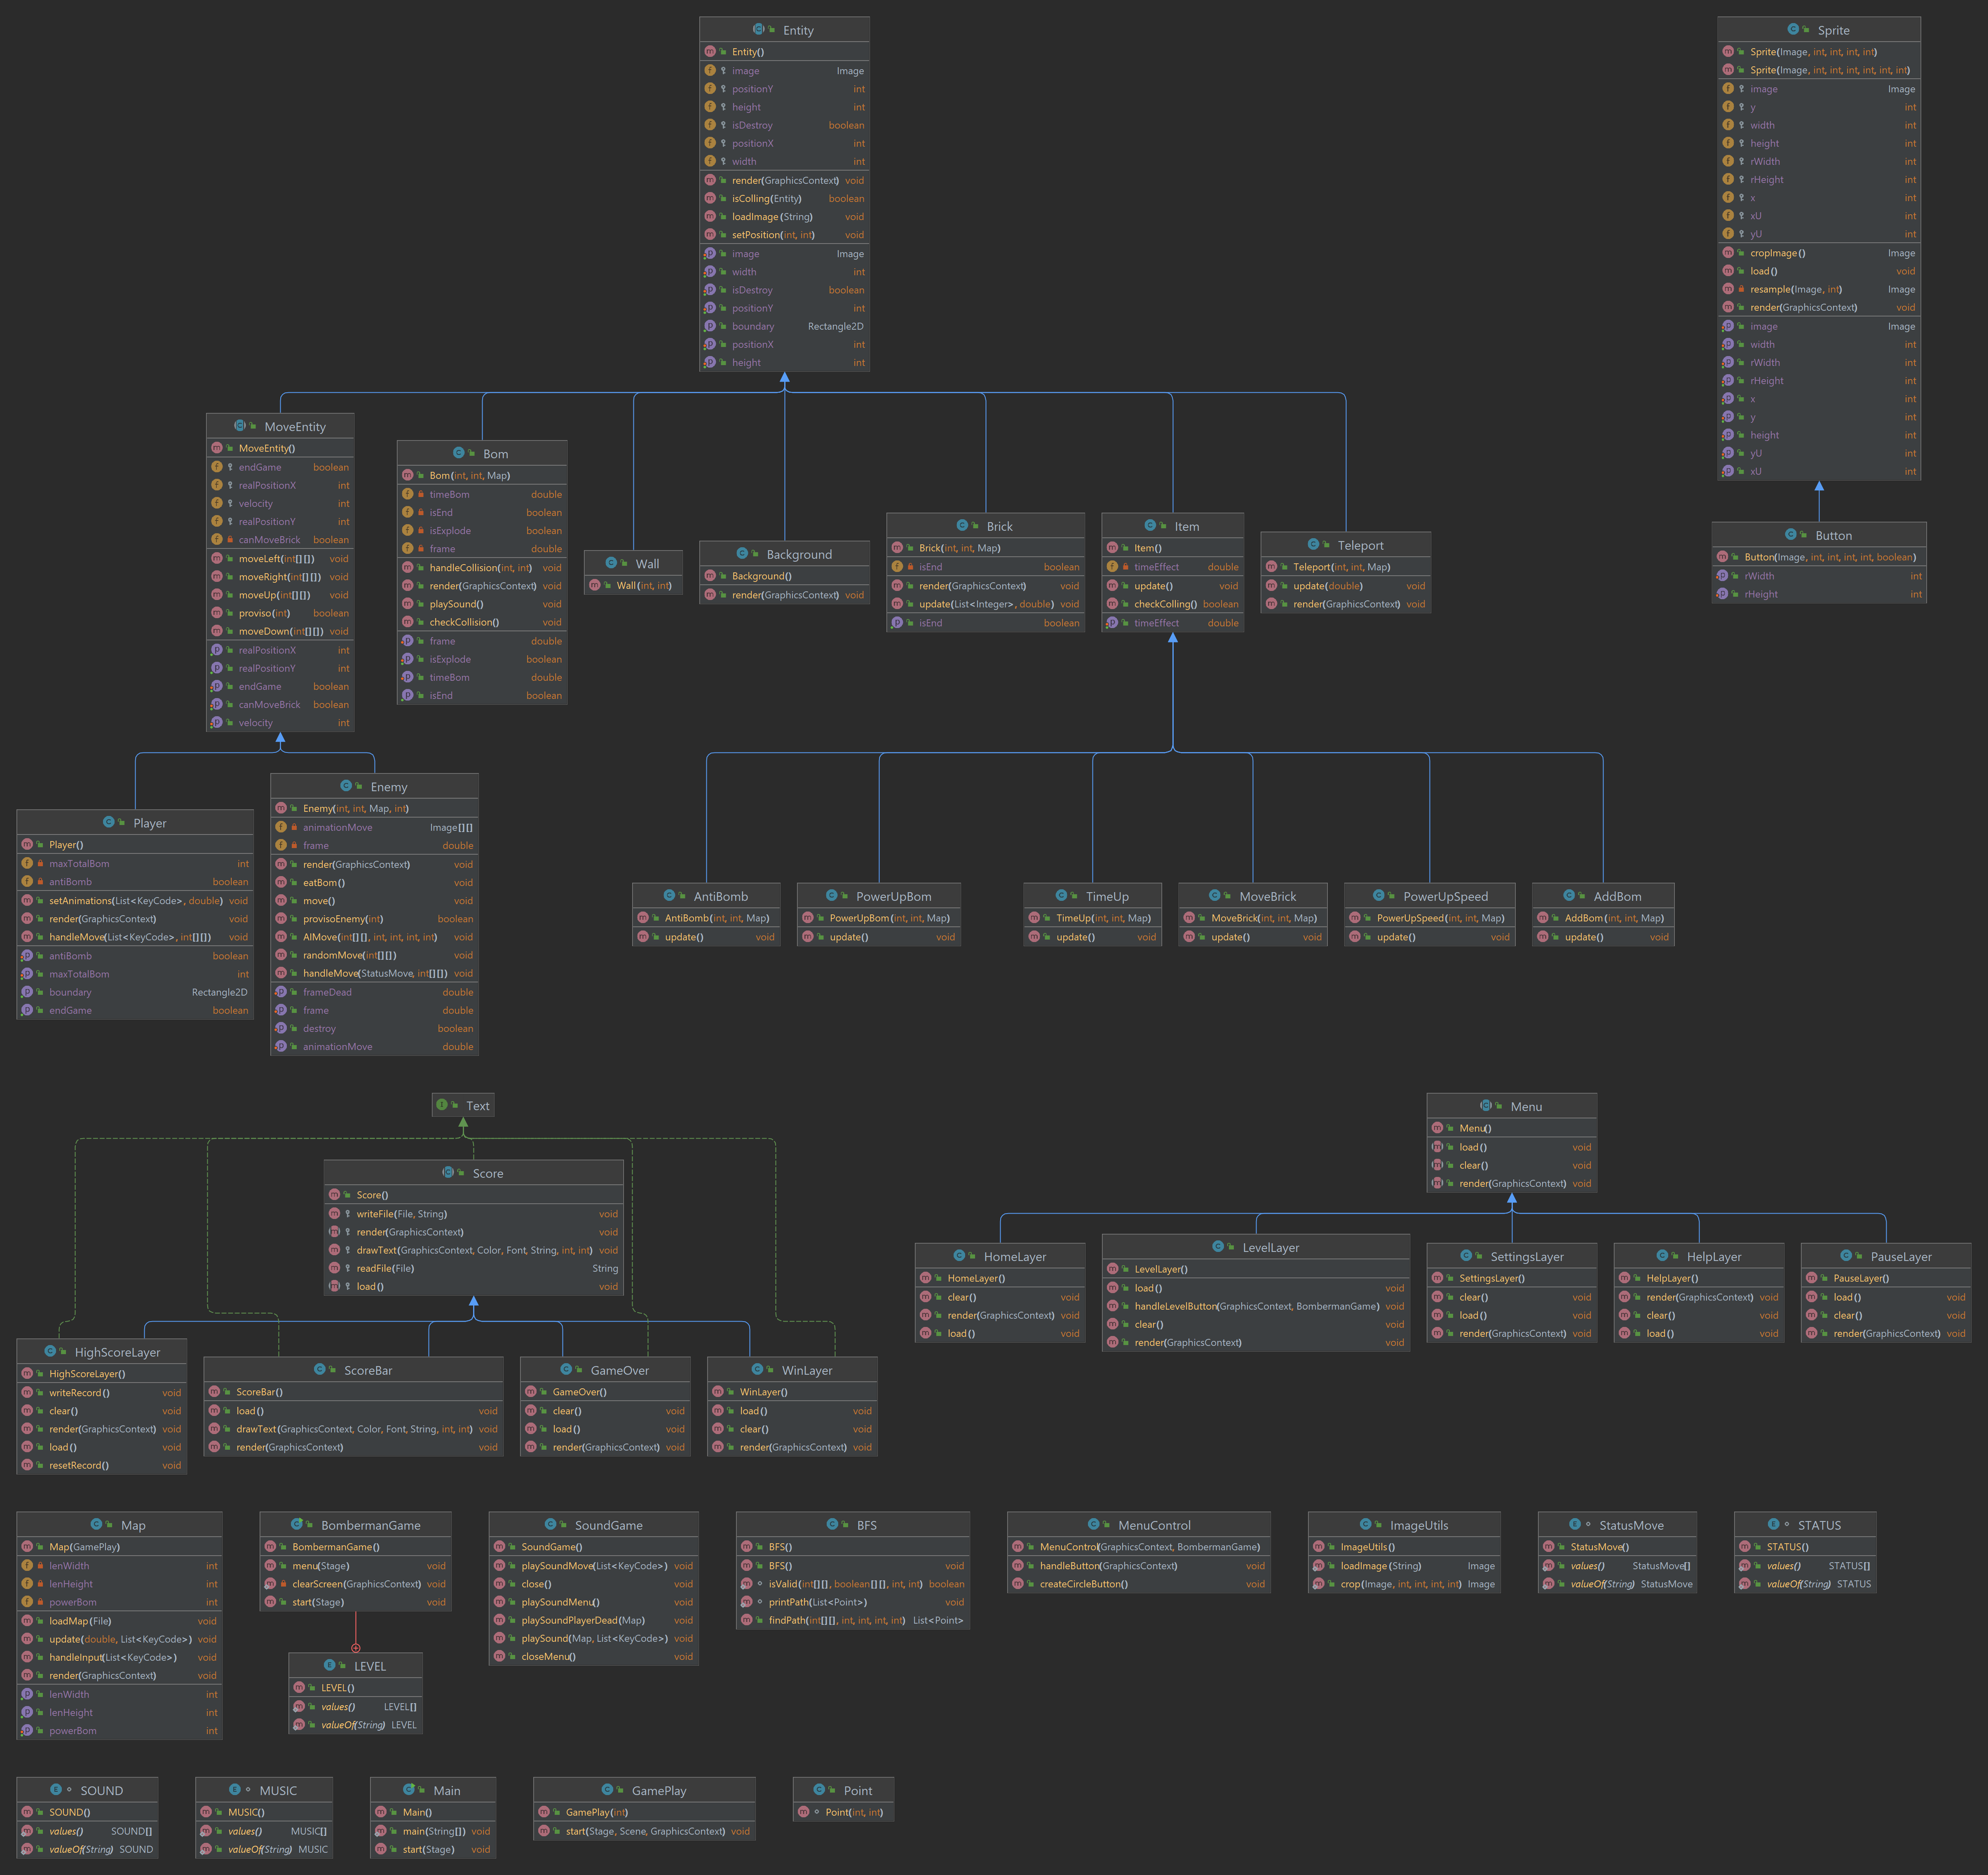 Entity
Entity()
image Image
positionY int
height int
isDestroy boolean
positionX int
width int
render(GraphicsContext) void
isColling(Entity) boolean
loadImage(String) void
setPosition(int, int) void
image Image
width int
isDestroy boolean
positionY int
boundary Rectangle2D
positionX int
height int
Sprite
Sprite(Image, int, int, int, int)
Sprite(Image, int, int, int, int, int, int)
image Image
y int
width int
height int
rWidth int
rHeight int
x int
xU int
yU int
cropImage() Image
load() void
resample(Image, int) Image
render(GraphicsContext) void
image Image
width int
rWidth int
rHeight int
x int
y int
height int
yU int
xU int
MoveEntity
MoveEntity()
endGame boolean
realPositionX int
velocity int
realPositionY int
canMoveBrick boolean
moveLeft(int[][]) void
moveRight(int[][]) void
moveUp(int[][]) void
proviso(int) boolean
moveDown(int[][]) void
realPositionX int
realPositionY int
endGame boolean
canMoveBrick boolean
velocity int
Bom
Bom(int, int, Map)
timeBom double
isEnd boolean
isExplode boolean
frame double
handleCollision(int, int) void
render(GraphicsContext) void
playSound() void
checkCollision() void
frame double
isExplode boolean
timeBom double
isEnd boolean
Wall
Wall(int, int)
Background
Background()
render(GraphicsContext) void
Brick
Brick(int, int, Map)
isEnd boolean
render(GraphicsContext) void
update(List<Integer>, double) void
isEnd boolean
Item
Item()
timeEffect double
update() void
checkColling() boolean
timeEffect double
Teleport
Teleport(int, int, Map)
update(double) void
render(GraphicsContext) void
Button
Button(Image, int, int, int, int, boolean)
rWidth int
rHeight int
Player
Player()
maxTotalBom int
antiBomb boolean
setAnimations(List<KeyCode>, double) void
render(GraphicsContext) void
handleMove(List<KeyCode>, int[][]) void
antiBomb boolean
maxTotalBom int
boundary Rectangle2D
endGame boolean
Enemy
Enemy(int, int, Map, int)
animationMove Image[][]
frame double
render(GraphicsContext) void
eatBom() void
move() void
provisoEnemy(int) boolean
AIMove(int[][], int, int, int, int) void
randomMove(int[][]) void
handleMove(StatusMove, int[][]) void
frameDead double
frame double
destroy boolean
animationMove double
AntiBomb
AntiBomb(int, int, Map)
update() void
PowerUpBom
PowerUpBom(int, int, Map)
update() void
TimeUp
TimeUp(int, int, Map)
update() void
MoveBrick
MoveBrick(int, int, Map)
update() void
PowerUpSpeed
PowerUpSpeed(int, int, Map)
update() void
AddBom
AddBom(int, int, Map)
update() void
Text
Score
Score()
writeFile(File, String) void
render(GraphicsContext) void
drawText(GraphicsContext, Color, Font, String, int, int) void
readFile(File) String
load() void
HighScoreLayer
HighScoreLayer()
writeRecord() void
clear() void
render(GraphicsContext) void
load() void
resetRecord() void
ScoreBar
ScoreBar()
load() void
drawText(GraphicsContext, Color, Font, String, int, int) void
render(GraphicsContext) void
GameOver
GameOver()
clear() void
load() void
render(GraphicsContext) void
WinLayer
WinLayer()
load() void
clear() void
render(GraphicsContext) void
Menu
Menu()
load() void
clear() void
render(GraphicsContext) void
HomeLayer
HomeLayer()
clear() void
render(GraphicsContext) void
load() void
LevelLayer
LevelLayer()
load() void
handleLevelButton(GraphicsContext, BombermanGame) void
clear() void
render(GraphicsContext) void
SettingsLayer
SettingsLayer()
clear() void
load() void
render(GraphicsContext) void
HelpLayer
HelpLayer()
render(GraphicsContext) void
clear() void
load() void
PauseLayer
PauseLayer()
load() void
clear() void
render(GraphicsContext) void
Map
Map(GamePlay)
lenWidth int
lenHeight int
powerBom int
loadMap(File) void
update(double, List<KeyCode>) void
handleInput(List<KeyCode>) void
render(GraphicsContext) void
lenWidth int
lenHeight int
powerBom int
BombermanGame
BombermanGame()
menu(Stage) void
clearScreen(GraphicsContext) void
start(Stage) void
LEVEL
LEVEL()
values() LEVEL[]
valueOf(String) LEVEL
SoundGame
SoundGame()
playSoundMove(List<KeyCode>) void
close() void
playSoundMenu() void
playSoundPlayerDead(Map) void
playSound(Map, List<KeyCode>) void
closeMenu() void
BFS
BFS()
BFS() void
isValid(int[][], boolean[][], int, int) boolean
printPath(List<Point>) void
findPath(int[][], int, int, int, int) List<Point>
MenuControl
MenuControl(GraphicsContext, BombermanGame)
handleButton(GraphicsContext) void
createCircleButton() void
ImageUtils
ImageUtils()
loadImage(String) Image
crop(Image, int, int, int, int) Image
StatusMove
StatusMove()
values() StatusMove[]
valueOf(String) StatusMove
STATUS
STATUS()
values() STATUS[]
valueOf(String) STATUS
SOUND
SOUND()
values() SOUND[]
valueOf(String) SOUND
MUSIC
MUSIC()
values() MUSIC[]
valueOf(String) MUSIC
Main
Main()
main(String[]) void
start(Stage) void
GamePlay
GamePlay(int)
start(Stage, Scene, GraphicsContext) void
Point
Point(int, int)